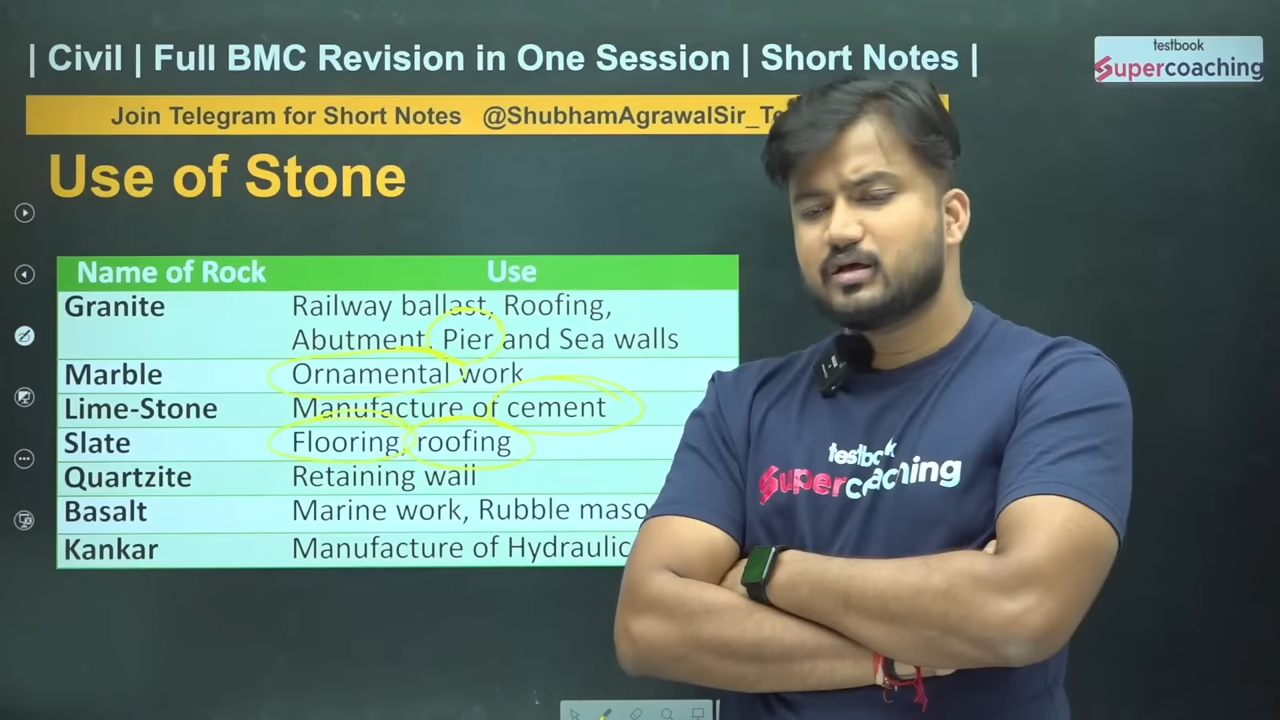 | Civil | Full BMC Revision in One Session | Short Notes |
testbook
Supercoaching
Join Telegram for Short Notes @ShubhamAgrawalSir_
Use of Stone
Name of Rock Use
Granite Railway ballast, Roofing,
Abutment, Pier and Sea walls
Marble Ornamental work
Lime-Stone Manufacture of cement
Slate Flooring, roofing
Quartzite Retaining wall
Basalt Marine work, Rubble
Kankar Manufacture of Hydraulic
testbook
Supercoaching